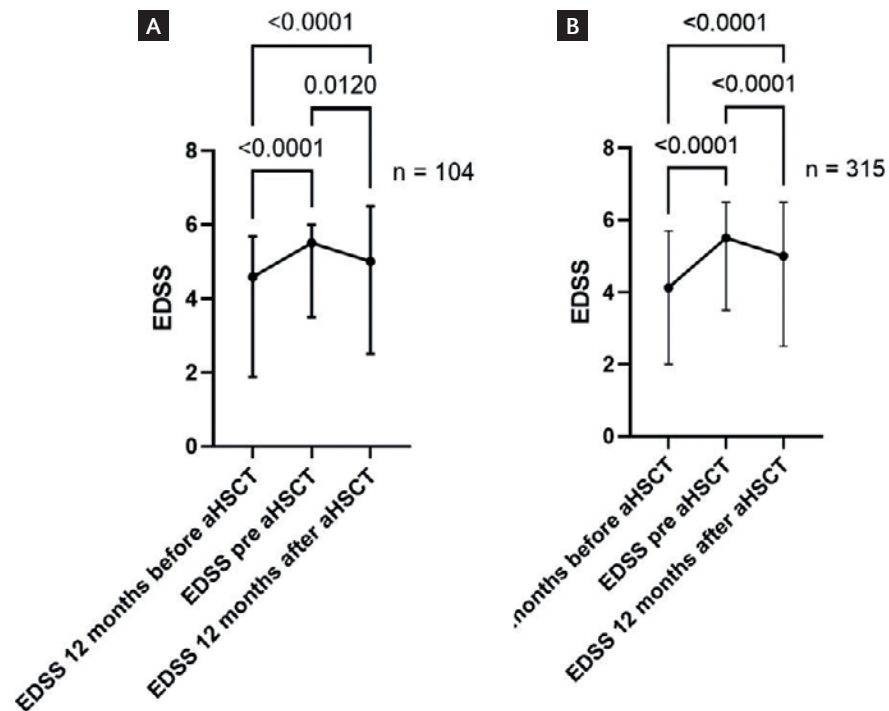 A
<0.0001
0.0120
<0.0001
n = 104
8
6
4
2
0
EDSS
EDSS 12 months before aHSCT
EDSS pre aHSCT
EDSS 12 months after aHSCT
B
<0.0001
<0.0001
<0.0001
n = 315
8
6
4
2
0
EDSS
months before aHSCT
EDSS pre aHSCT
EDSS 12 months after aHSCT